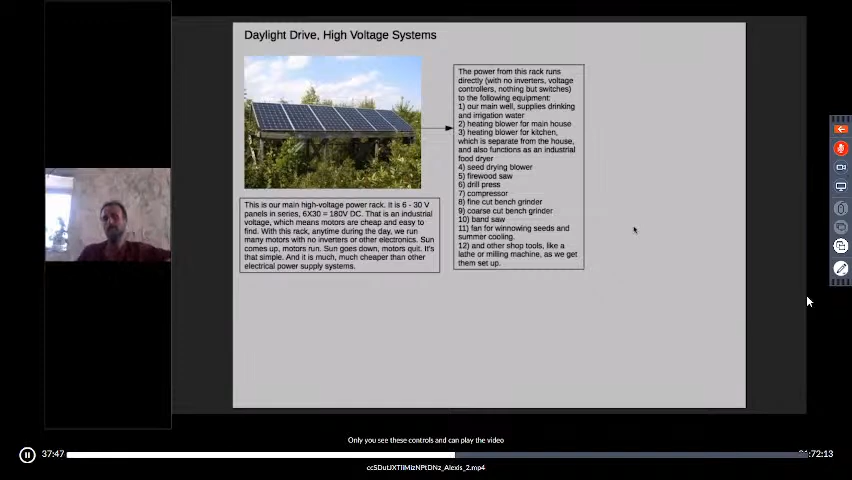 Daylight Drive, High Voltage Systems
The power from this rack runs
directly (with no inverters, voltage
controllers, nothing but switches)
to the following equipment:
1) our main well, supplies drinking
and irrigation water
2) heating blower for main house
3) heating blower for kitchen,
which is separate from the house,
and also functions as an industrial
food dryer
4) seed drying blower
5) firewood saw
6) drill press
7) compressor
8) fine cut bench grinder
9) coarse cut bench grinder
10) band saw
11) fan for winnowing seeds and
summer cooling.
12) and other shop tools, like a
lathe or milling machine, as we get
them set up.
This is our main high-voltage power rack. It is 6 - 30 V
panels in series, 6X30 = 180V DC. That is an industrial
voltage, which means motors are cheap and easy to
find. With this rack, anytime during the day, we run
many motors with no inverters or other electronics. Sun
comes up, motors run. Sun goes down, motors quit. It's
that simple. And it is much, much cheaper than other
electrical power supply systems.
Only you see these controls and can play the video
37:47